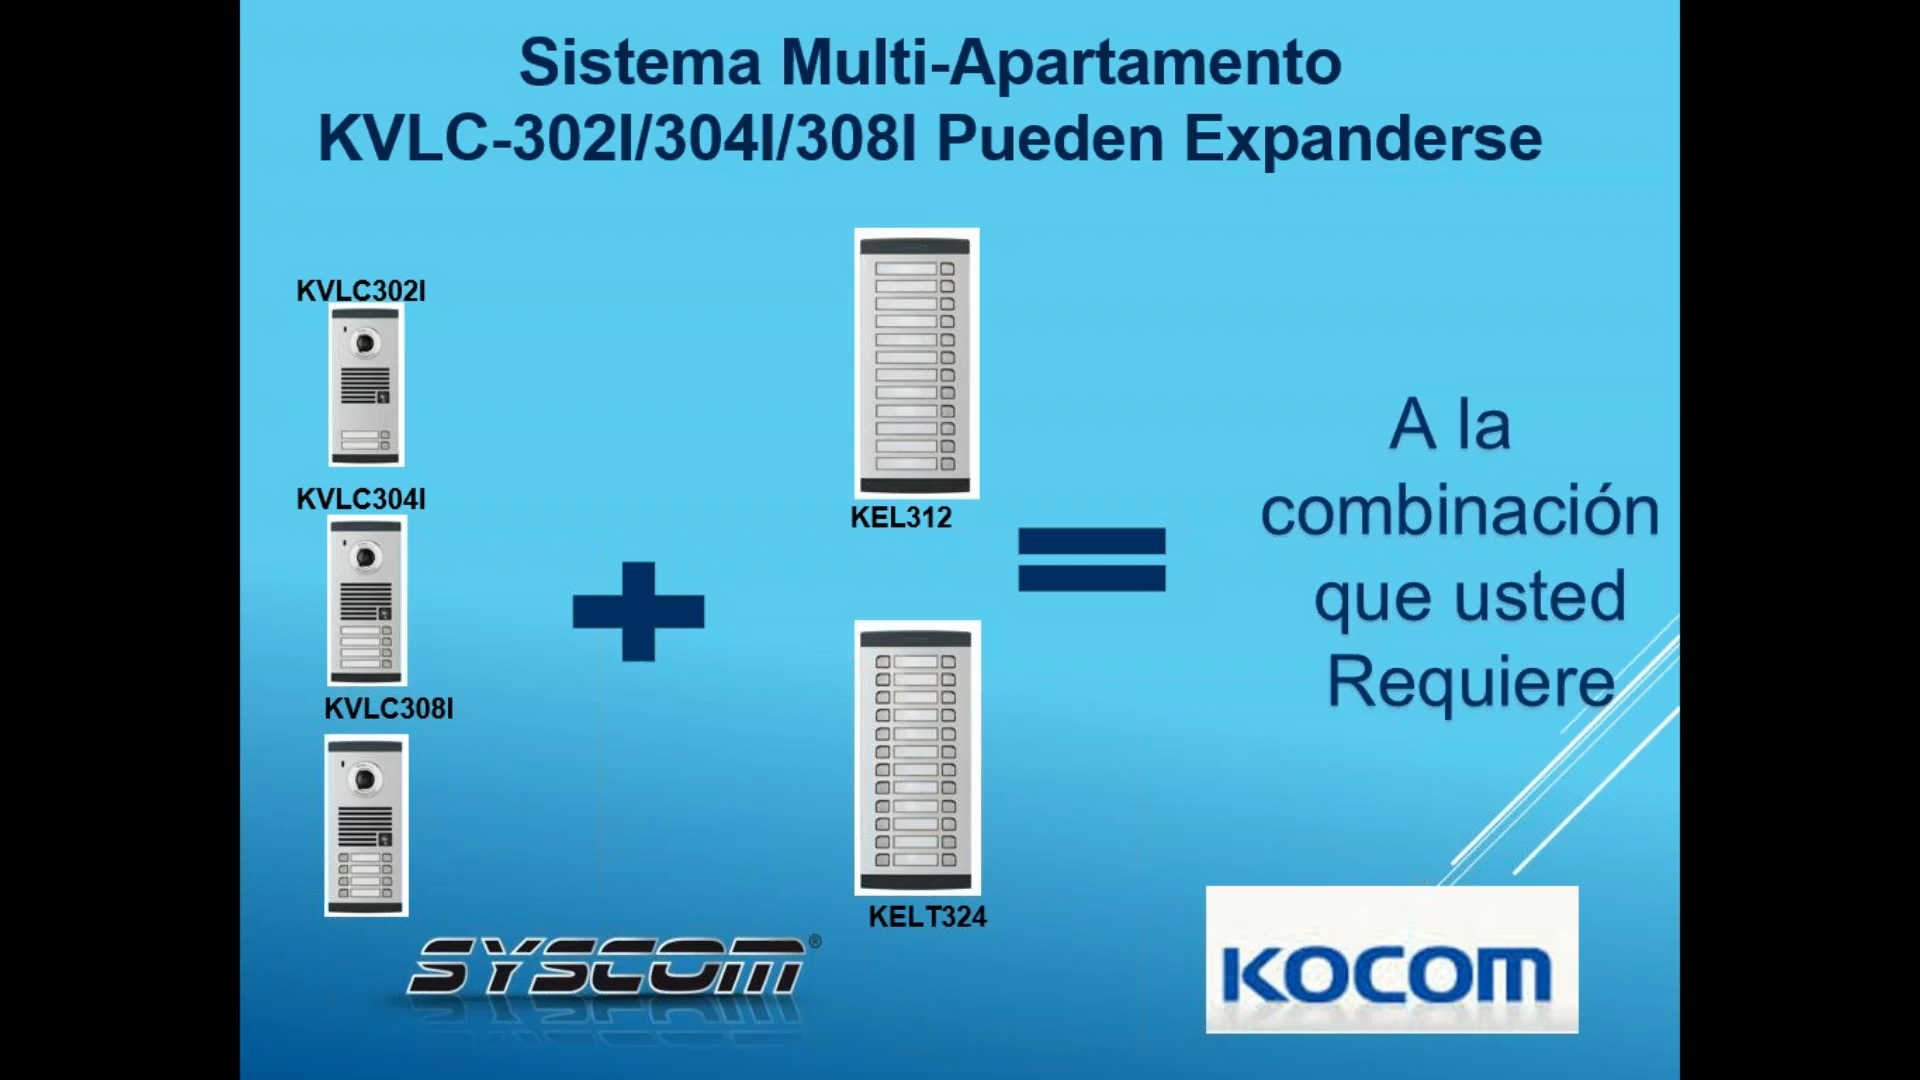 Sistema Multi-Apartamento
KVLC-302I/304I/308I Pueden Expanderse
KVLC302I
KVLC304I
KVLC308I
KEL312
KELT324
A la
combinación
que usted
Requiere
SYSCOM®
KOCOM